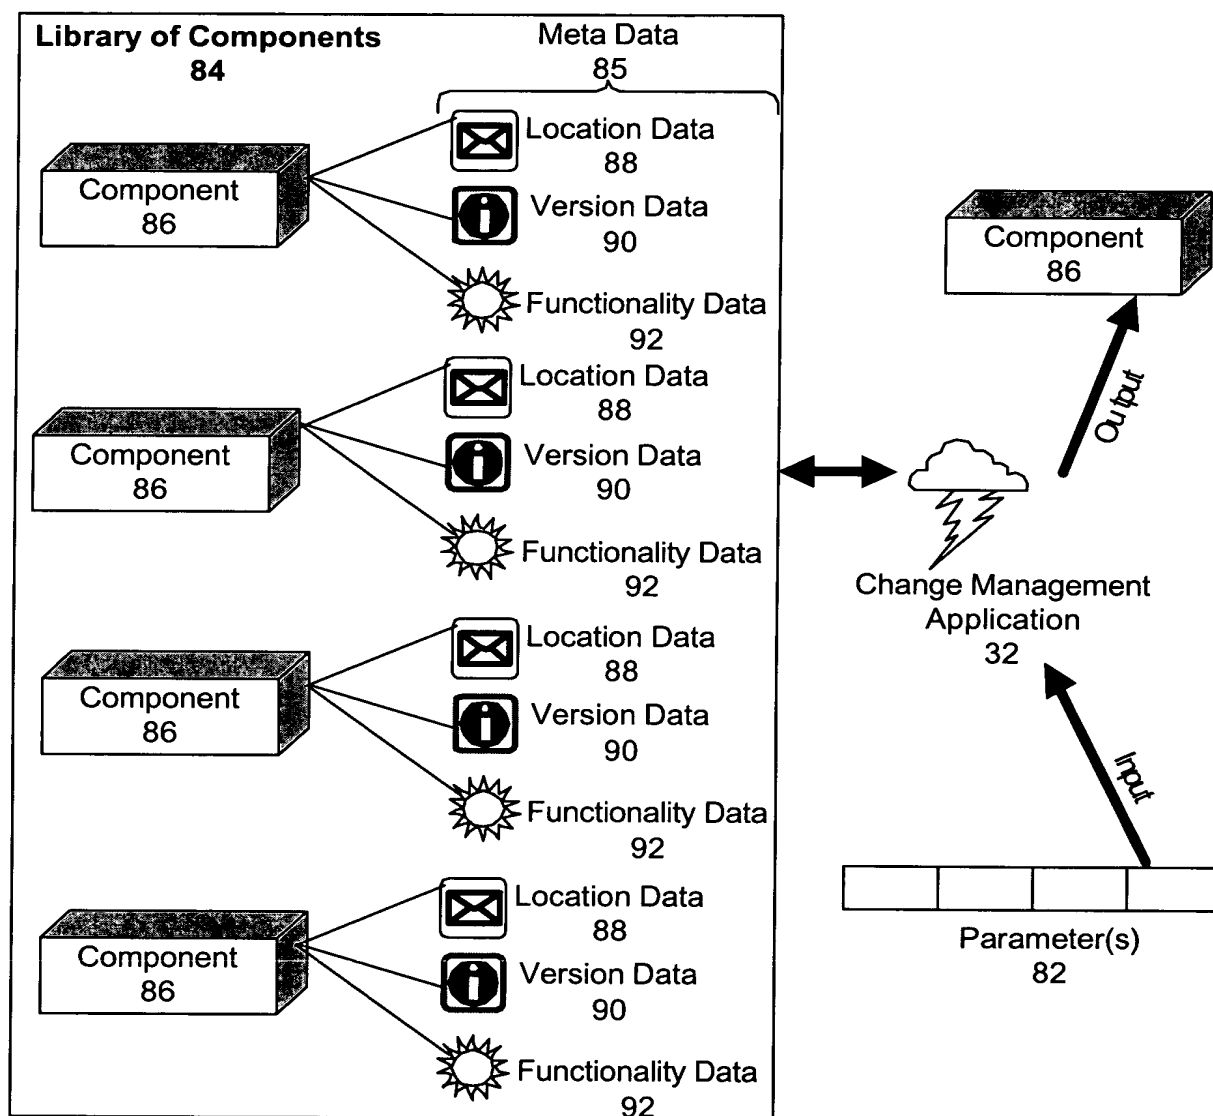 Library of Components
84
Meta Data
85
Component
86
Location Data
88
Version Data
90
Functionality Data
92
Component
86
Location Data
88
Version Data
90
Functionality Data
92
Component
86
Location Data
88
Version Data
90
Functionality Data
92
Component
86
Location Data
88
Version Data
90
Functionality Data
92
Component
86
Output
Change Management
Application
32
Input
Parameter(s)
82